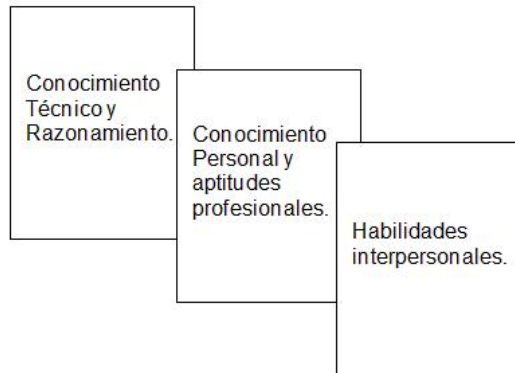 Conocimiento
Técnico y
Razonamiento.
Conocimiento
Personal y
aptitudes
profesionales.
Habilidades
interpersonales.